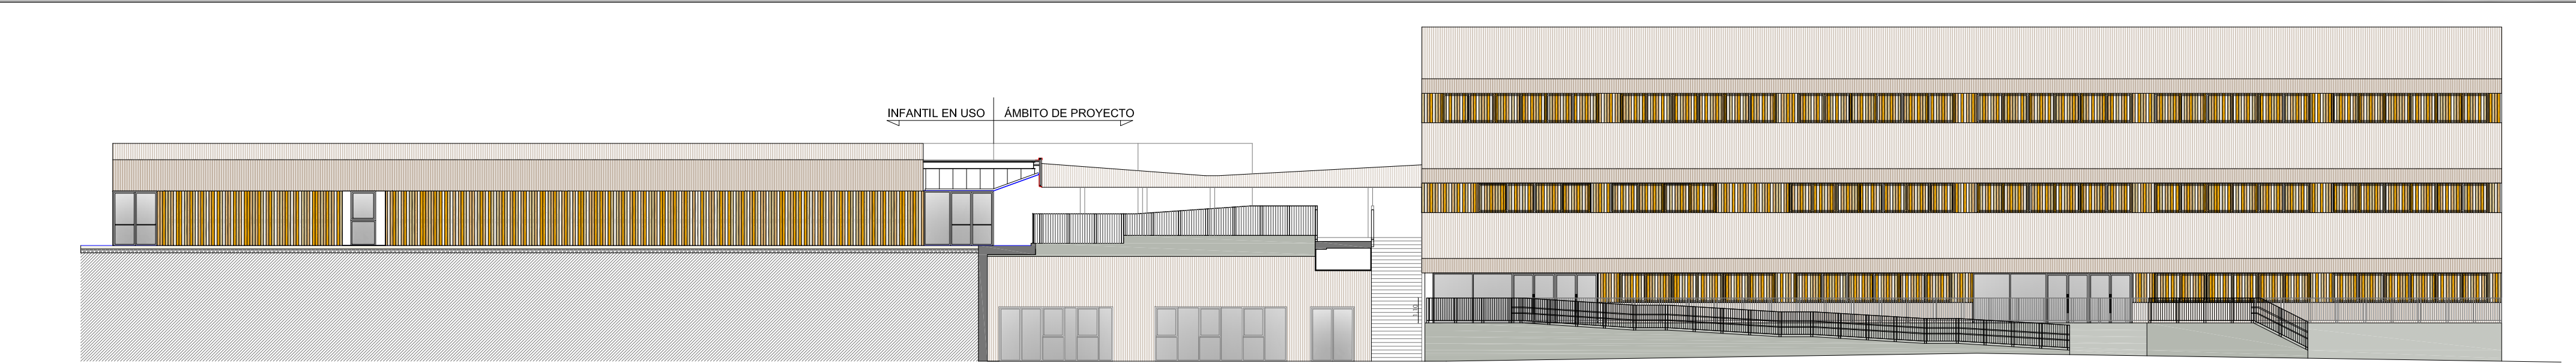 INFANTIL EN USO
ÁMBITO DE PROYECTO